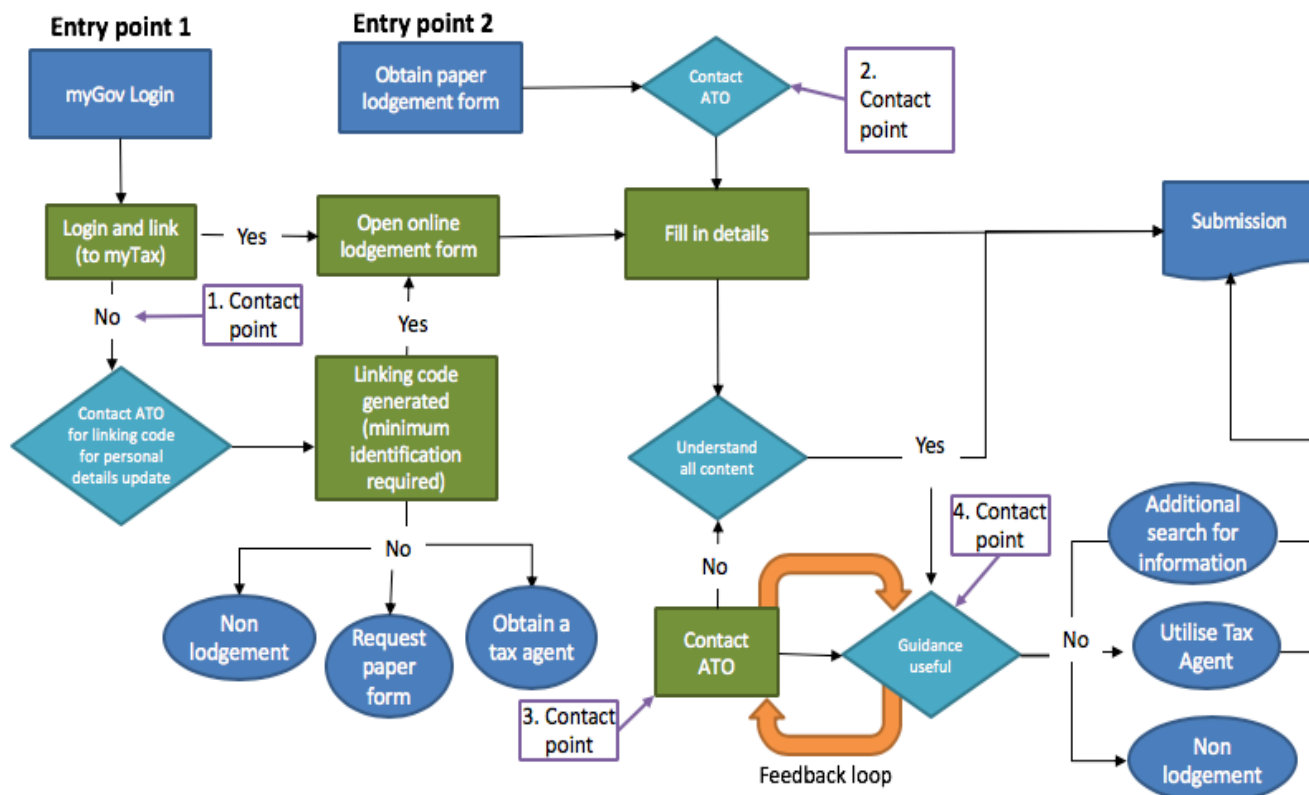 Entry point 1
Entry point 2
myGov Login
Obtain paper
lodgement form
Contact
ATO
2.
Contact
point
Login and link
(to myTax)
Yes
Open online
lodgement form
Fill in details
Submission
No
1. Contact
point
Yes
Contact ATO
for linking code
for personal
details update
Linking code
generated
(minimum
identification
required)
Understand
all content
Yes
No
Non
lodgement
Request
paper
form
Obtain a
tax agent
No
Contact
ATO
3. Contact
point
4. Contact
point
Guidance
useful
Feedback loop
No
Additional
search for
information
Utilise Tax
Agent
Non
lodgement